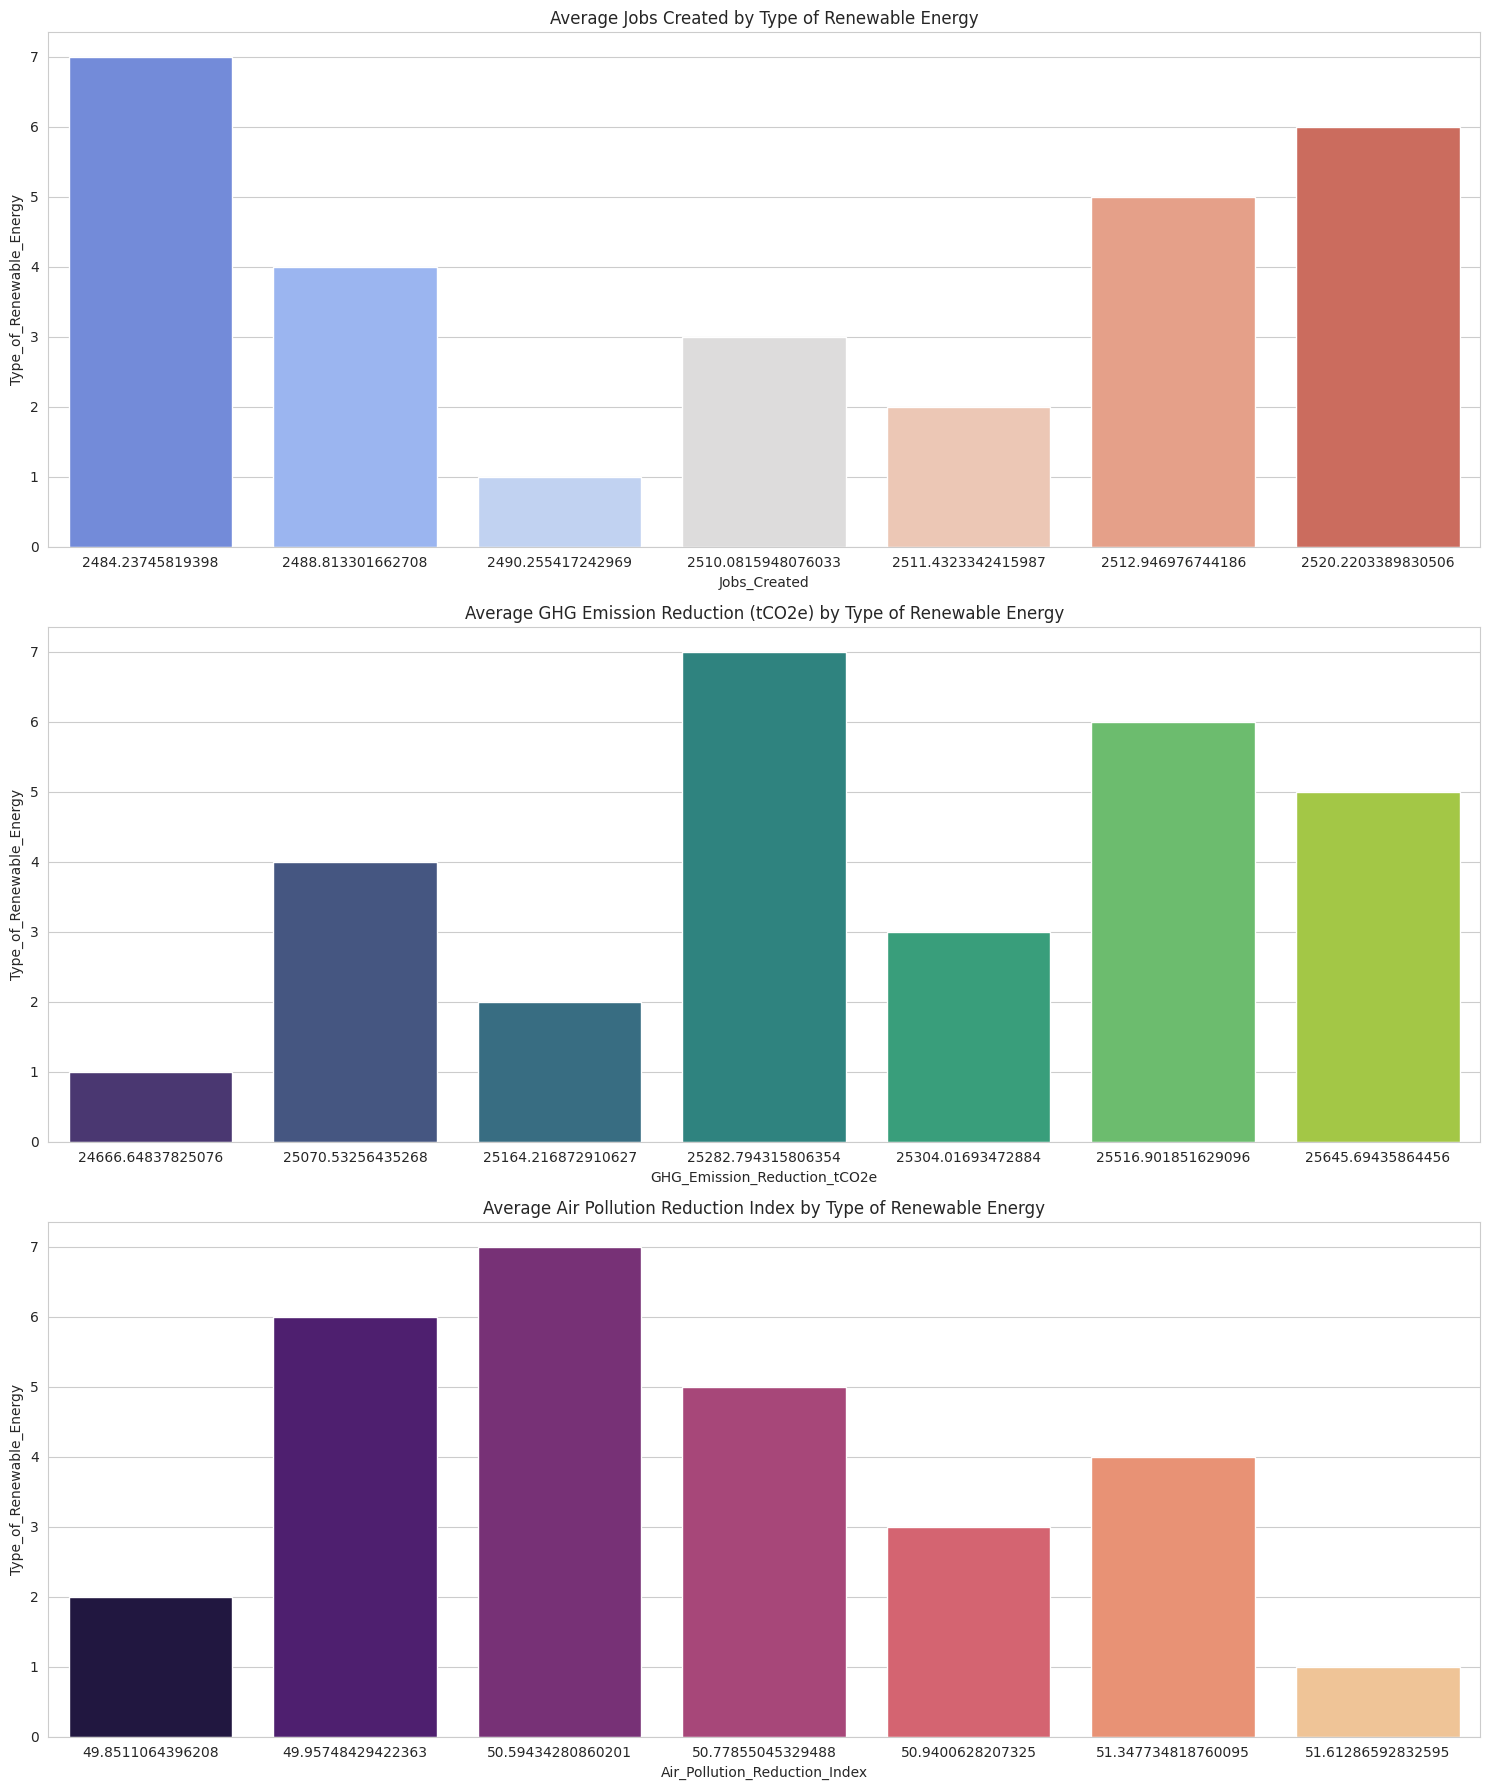 Average Jobs Created by Type of Renewable Energy
7
6
5
4
3
2
1
0
Type_of_Renewable_Energy
2484.23745819398 2488.813301662708 2490.255417242969 2510.0815948076033 2511.4323342415987 2512.946976744186 2520.2203389830506
Jobs_Created
Average GHG Emission Reduction (tCO2e) by Type of Renewable Energy
7
6
5
4
3
2
1
0
Type_of_Renewable_Energy
24666.64837825076 25070.53256435268 25164.216872910627 25282.794315806354 25304.01693472884 25516.901851629096 25645.69435864456
GHG_Emission_Reduction_tCO2e
Average Air Pollution Reduction Index by Type of Renewable Energy
7
6
5
4
3
2
1
0
Type_of_Renewable_Energy
49.8511064396208 49.95748429422363 50.59434280860201 50.77855045329488 50.9400628207325 51.347734818760095 51.61286592832595
Air_Pollution_Reduction_Index